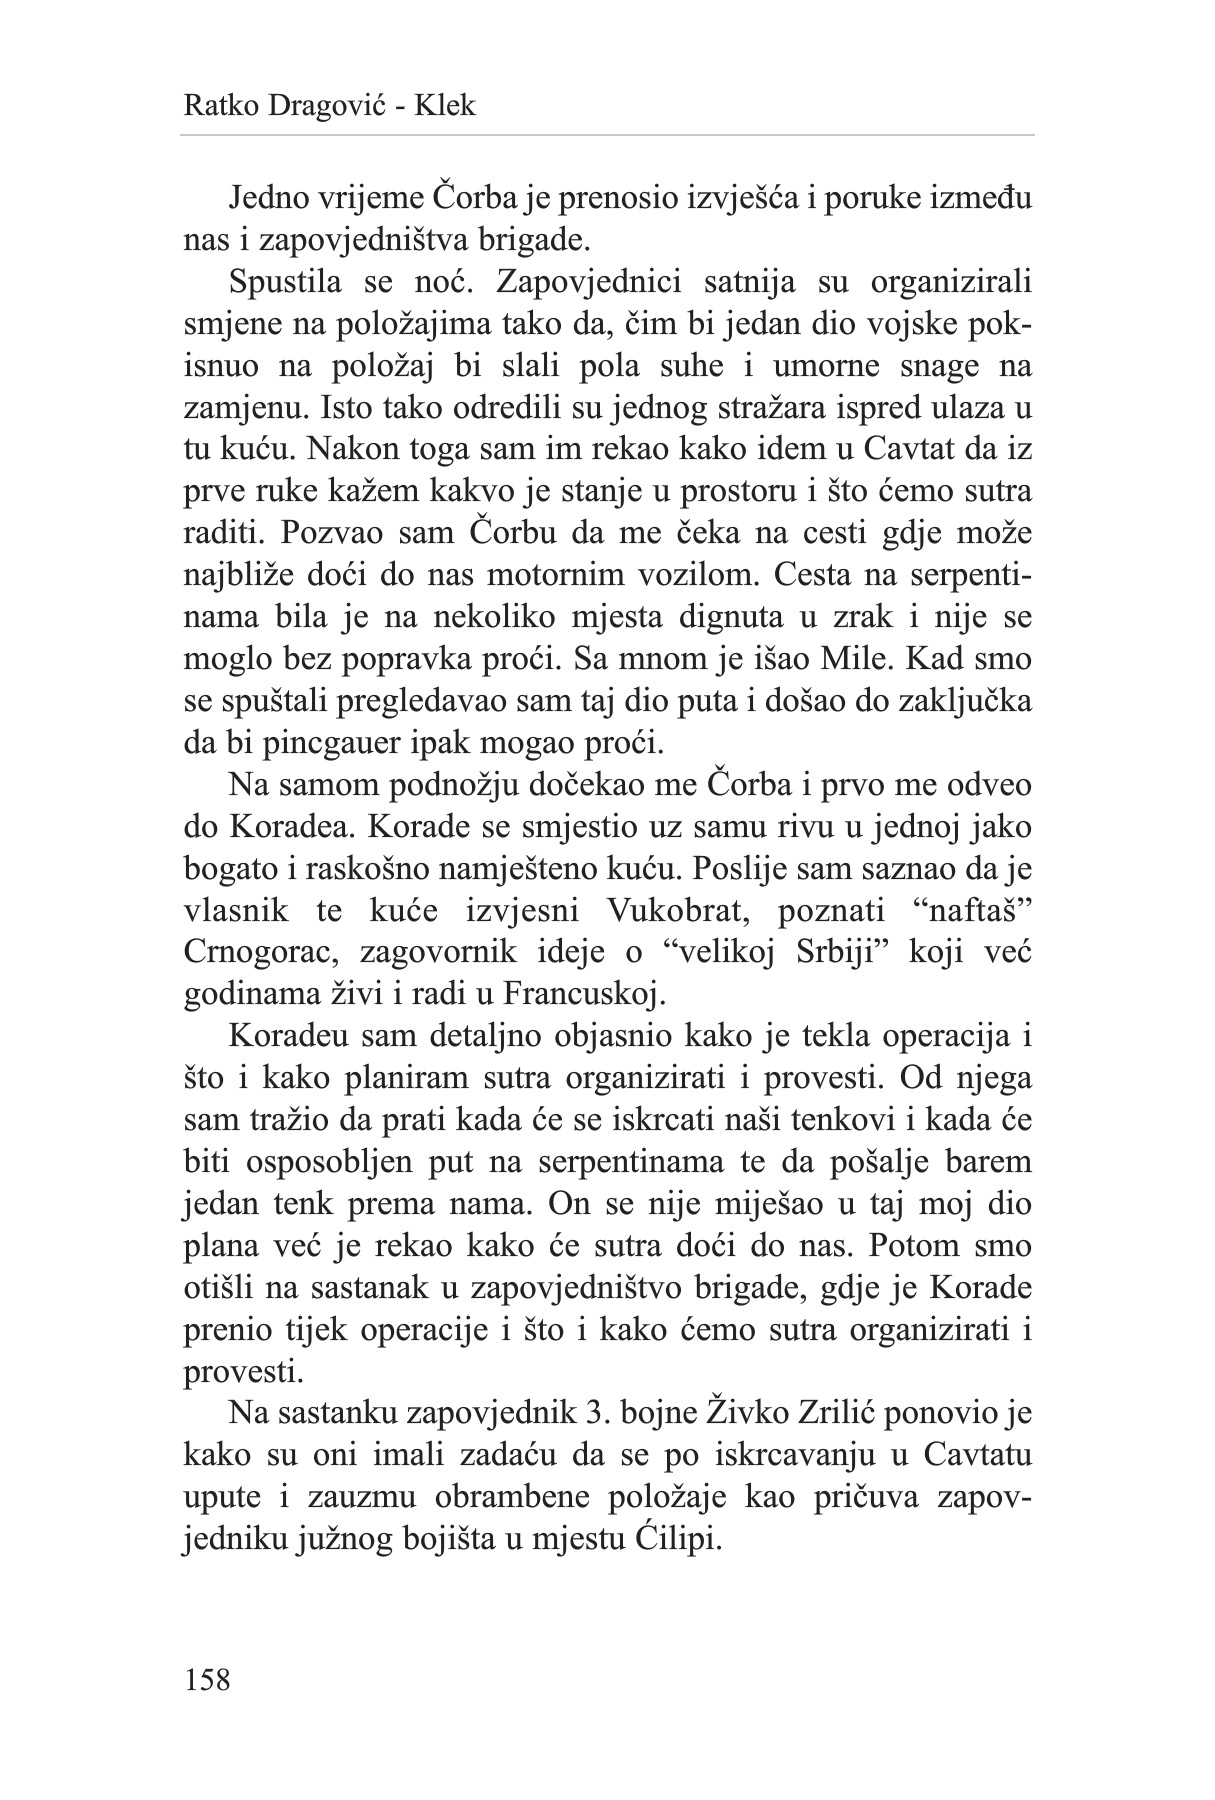 Ratko Dragović - Klek
Jedno vrijeme Čorba je prenosio izvješća i poruke između
nas i zapovjedništva brigade.
Spustila se noć. Zapovjednici satnija su organizirali
smjene na položajima tako da, čim bi jedan dio vojske pok-
isnuo na položaj bi slali pola suhe i umorne snage na
zamjenu. Isto tako odredili su jednog stražara ispred ulaza u
tu kuću. Nakon toga sam im rekao kako idem u Cavtat da iz
prve ruke kažem kakvo je stanje u prostoru i što ćemo sutra
raditi. Pozvao sam Čorbu da me čeka na cesti gdje može
najbliže doći do nas motornim vozilom. Cesta na serpenti-
nama bila je na nekoliko mjesta dignuta u zrak i nije se
moglo bez popravka proći. Sa mnom je išao Mile. Kad smo
se spuštali pregledavao sam taj dio puta i došao do zaključka
da bi pincgauer ipak mogao proći.
Na samom podnožju dočekao me Čorba i prvo me odveo
do Koradea. Korade se smjestio uz samu rivu u jednoj jako
bogato i raskošno namješteno kuću. Poslije sam saznao da je
vlasnik te kuće izvjesni Vukobrat, poznati “naftaš”
Crnogorac, zagovornik ideje o “velikoj Srbiji” koji već
godinama živi i radi u Francuskoj.
Koradeu sam detaljno objasnio kako je tekla operacija i
što i kako planiram sutra organizirati i provesti. Od njega
sam tražio da prati kada će se iskrcati naši tenkovi i kada će
biti osposobljen put na serpentinama te da pošalje barem
jedan tenk prema nama. On se nije miješao u taj moj dio
plana već je rekao kako će sutra doći do nas. Potom smo
otišli na sastanak u zapovjedništvo brigade, gdje je Korade
prenio tijek operacije i što i kako ćemo sutra organizirati i
provesti.
Na sastanku zapovjednik 3. bojne Živko Zrilić ponovio je
kako su oni imali zadaću da se po iskrcavanju u Cavtatu
upute i zauzmu obrambene položaje kao pričuva zapov-
jedniku južnog bojišta u mjestu Ćilipi.
158